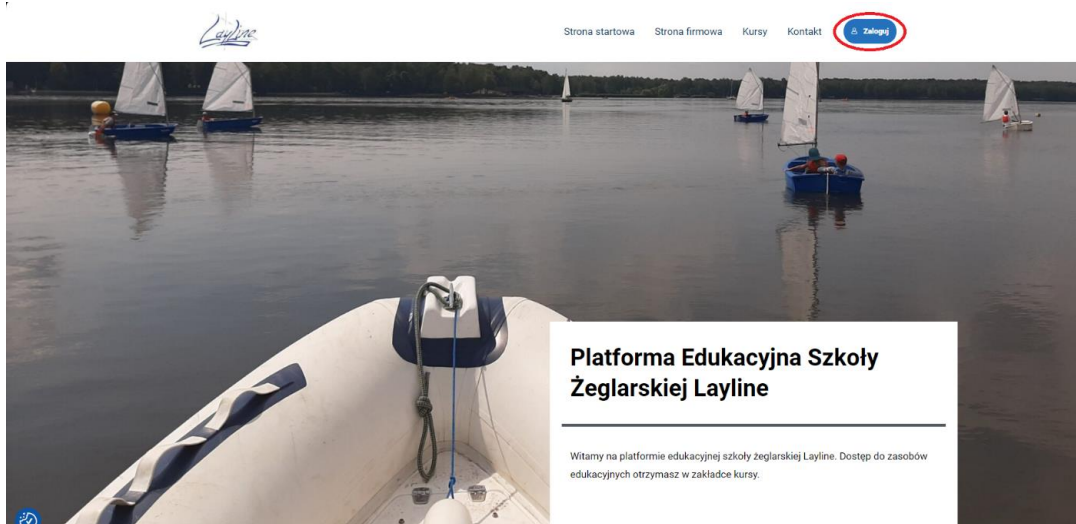 Layline
Strona startowa Strona firmowa Kursy Kontakt Zaloguj
Platforma Edukacyjna Szkoły
Żeglarskiej Layline
Witamy na platformie edukacyjnej szkoły żeglarskiej Layline. Dostęp do zasobów
edukacyjnych otrzymasz w zakładce kursy.